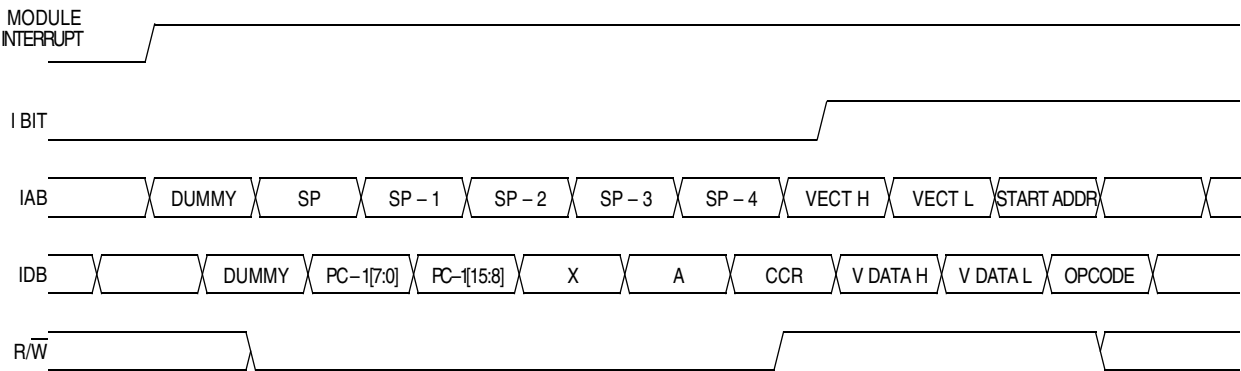 MODULE
INTERRUPT
I BIT
IAB DUMMY SP SP – 1 SP – 2 SP – 3 SP – 4 VECT H VECT L START ADDR
IDB DUMMY PC – 1[7:0] PC–1[15:8] X A CCR V DATA H V DATA L OPCODE
R/W̅